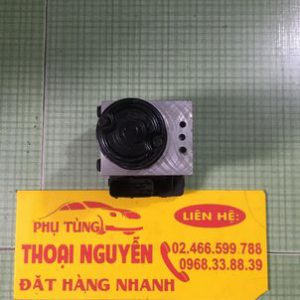 PHỤ TÙNG
THOẠI NGUYỄN
ĐẶT HÀNG NHANH
LIÊN HỆ:
02.466.599 788
0968.33.88.39